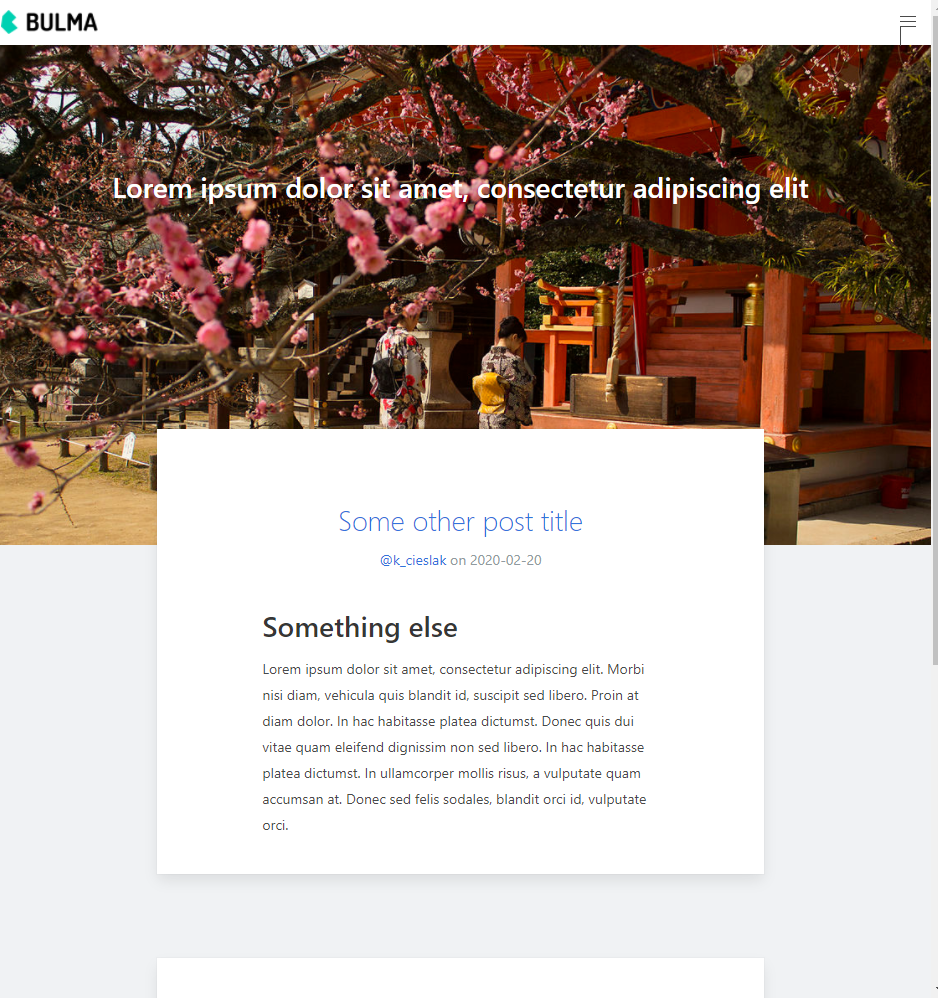 BULMA
Lorem ipsum dolor sit amet, consectetur adipiscing elit
Some other post title
@k_cieslak on 2020-02-20
Something else
Lorem ipsum dolor sit amet, consectetur adipiscing elit. Morbi
nisi diam, vehicula quis blandit id, suscipit sed libero. Proin at
diam dolor. In hac habitasse platea dictumst. Donec quis dui
vitae quam eleifend dignissim non sed libero. In hac habitasse
platea dictumst. In ullamcorper mollis risus, a vulputate quam
accumsan at. Donec sed felis sodales, blandit orci id, vulputate
orci.